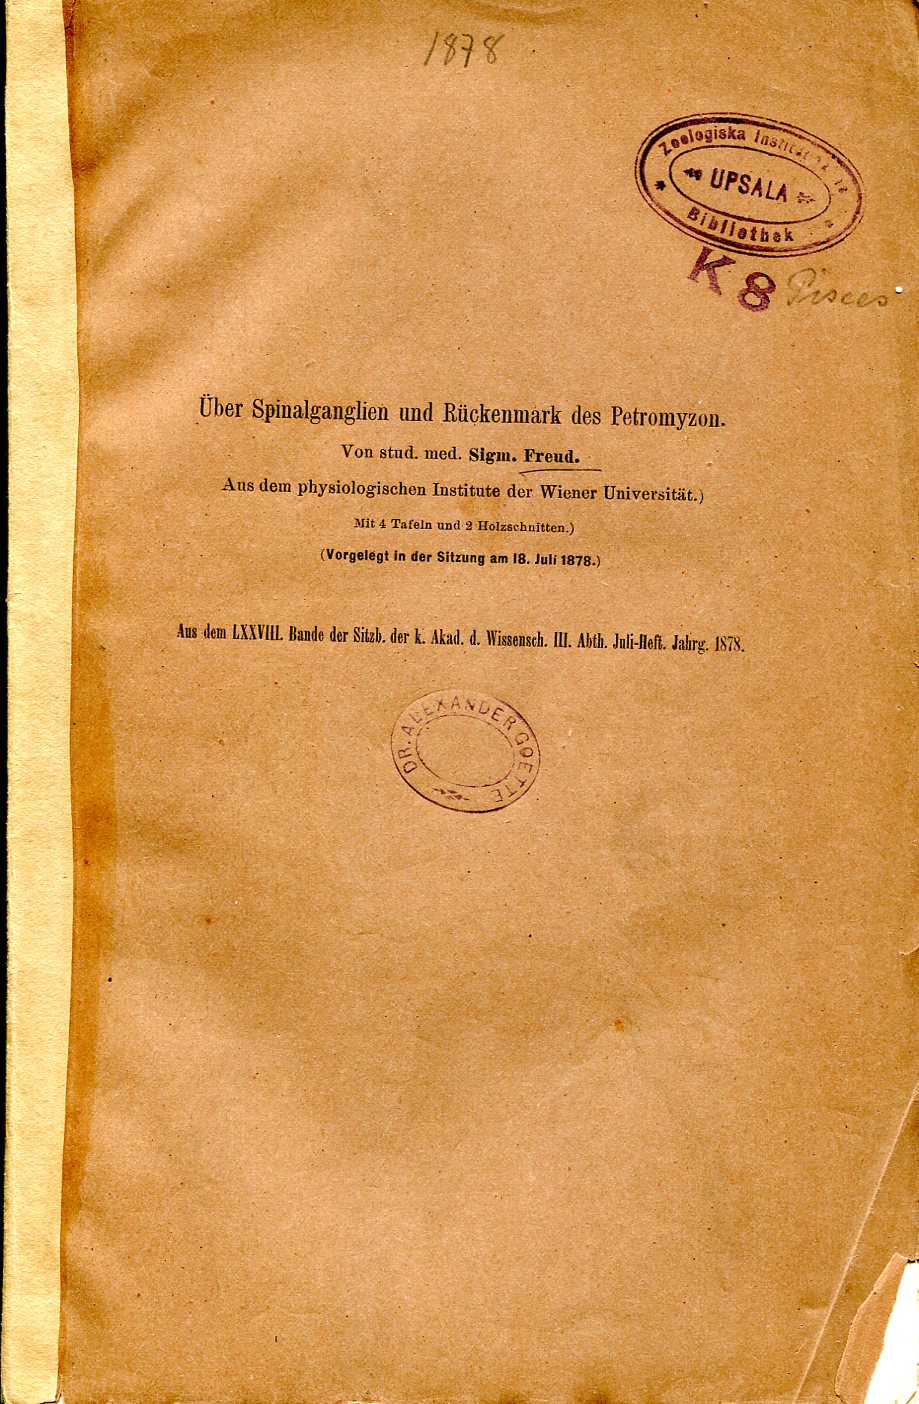 1878
Zoologiska
UPSALA
Bibliothek
K 8 Pisces
Über Spinalganglien und Rückenmark des Petromyzon.
Von stud. med. Sigm. Freud.
Aus dem physiologischen Institute der Wiener Universität.)
Mit 4 Tafeln und 2 Holzschnitten.)
(Vorgelegt in der Sitzung am 18. Juli 1878.)
Aus dem LXXVIII. Bande der Sitzb. der k. Akad. d. Wissensch. III. Abth. Juli-Heft. Jahrg. 1878.
DR. ALEXANDER GOETTE